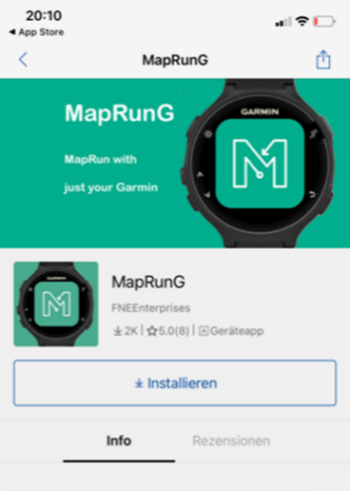 20:10
◀ App Store
MapRunG
MapRunG
GARMIN
MapRun with
just your Garmin
MapRunG
FNEEnterprises
2K | 5.0(8) | Geräteapp
Installieren
Info Rezensionen